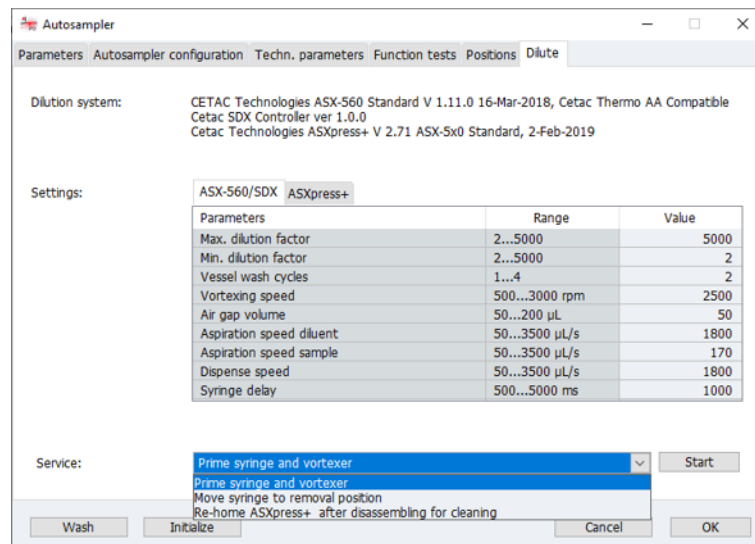 Autosampler
Parameters Autosampler configuration Techn. parameters Function tests Positions Dilute
Dilution system: CETAC Technologies ASX-560 Standard V 1.11.0 16-Mar-2018, Cetac Thermo AA Compatible
Cetac SDX Controller ver 1.0.0
Cetac Technologies ASXpress+ V 2.71 ASX-5x0 Standard, 2-Feb-2019
Settings: ASX-560/SDX ASXpress+
Parameters Range Value
Max. dilution factor 2...5000 5000
Min. dilution factor 2...5000 2
Vessel wash cycles 1...4 2
Vortexing speed 500...3000 rpm 2500
Air gap volume 50...200 µL 50
Aspiration speed diluent 50...3500 µL/s 1800
Aspiration speed sample 50...3500 µL/s 170
Dispense speed 50...3500 µL/s 1800
Syringe delay 500...5000 ms 1000
Service: Prime syringe and vortexer Start
Prime syringe and vortexer
Move syringe to removal position
Re-home ASXpress+ after disassembling for cleaning
Wash Initialize Cancel OK